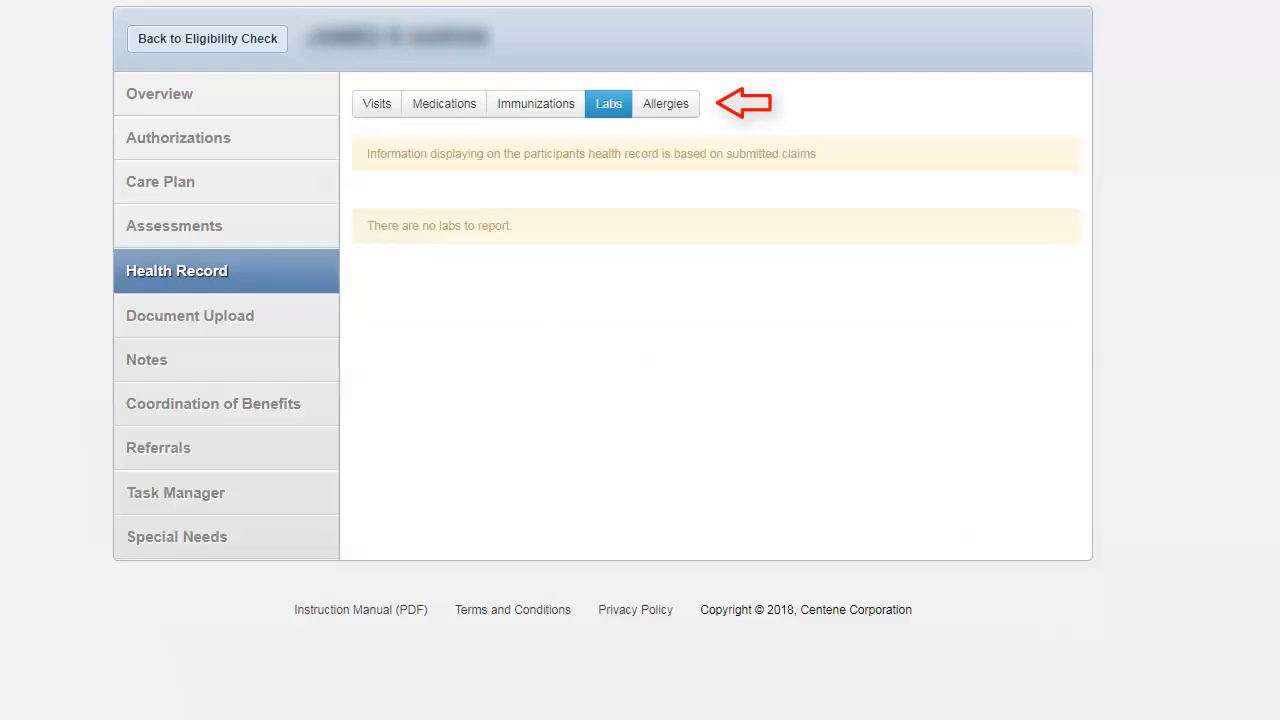 Back to Eligibility Check
Overview
Authorizations
Care Plan
Assessments
Health Record
Document Upload
Notes
Coordination of Benefits
Referrals
Task Manager
Special Needs
Visits Medications Immunizations Labs Allergies
Information displaying on the participants health record is based on submitted claims
There are no labs to report.
Instruction Manual (PDF) Terms and Conditions Privacy Policy Copyright © 2018, Centene Corporation